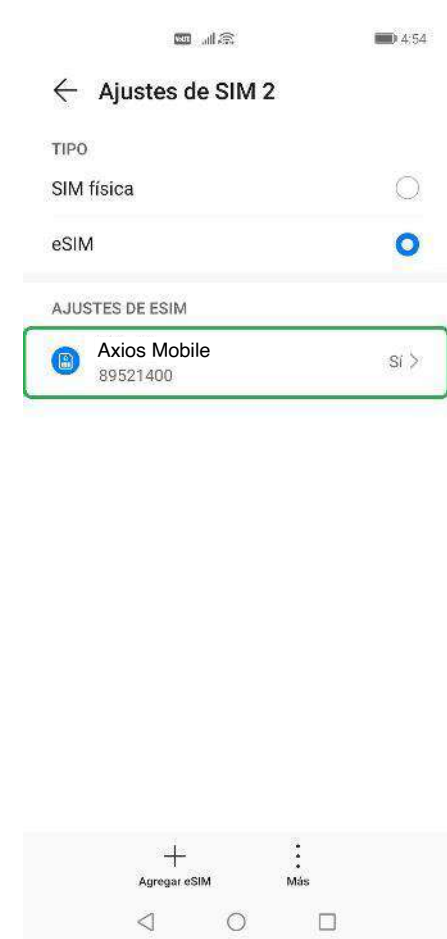 4:54
Ajustes de SIM 2
TIPO
SIM física
eSIM
AJUSTES DE ESIM
Axios Mobile
89521400
Sí
Agregar eSIM
Más